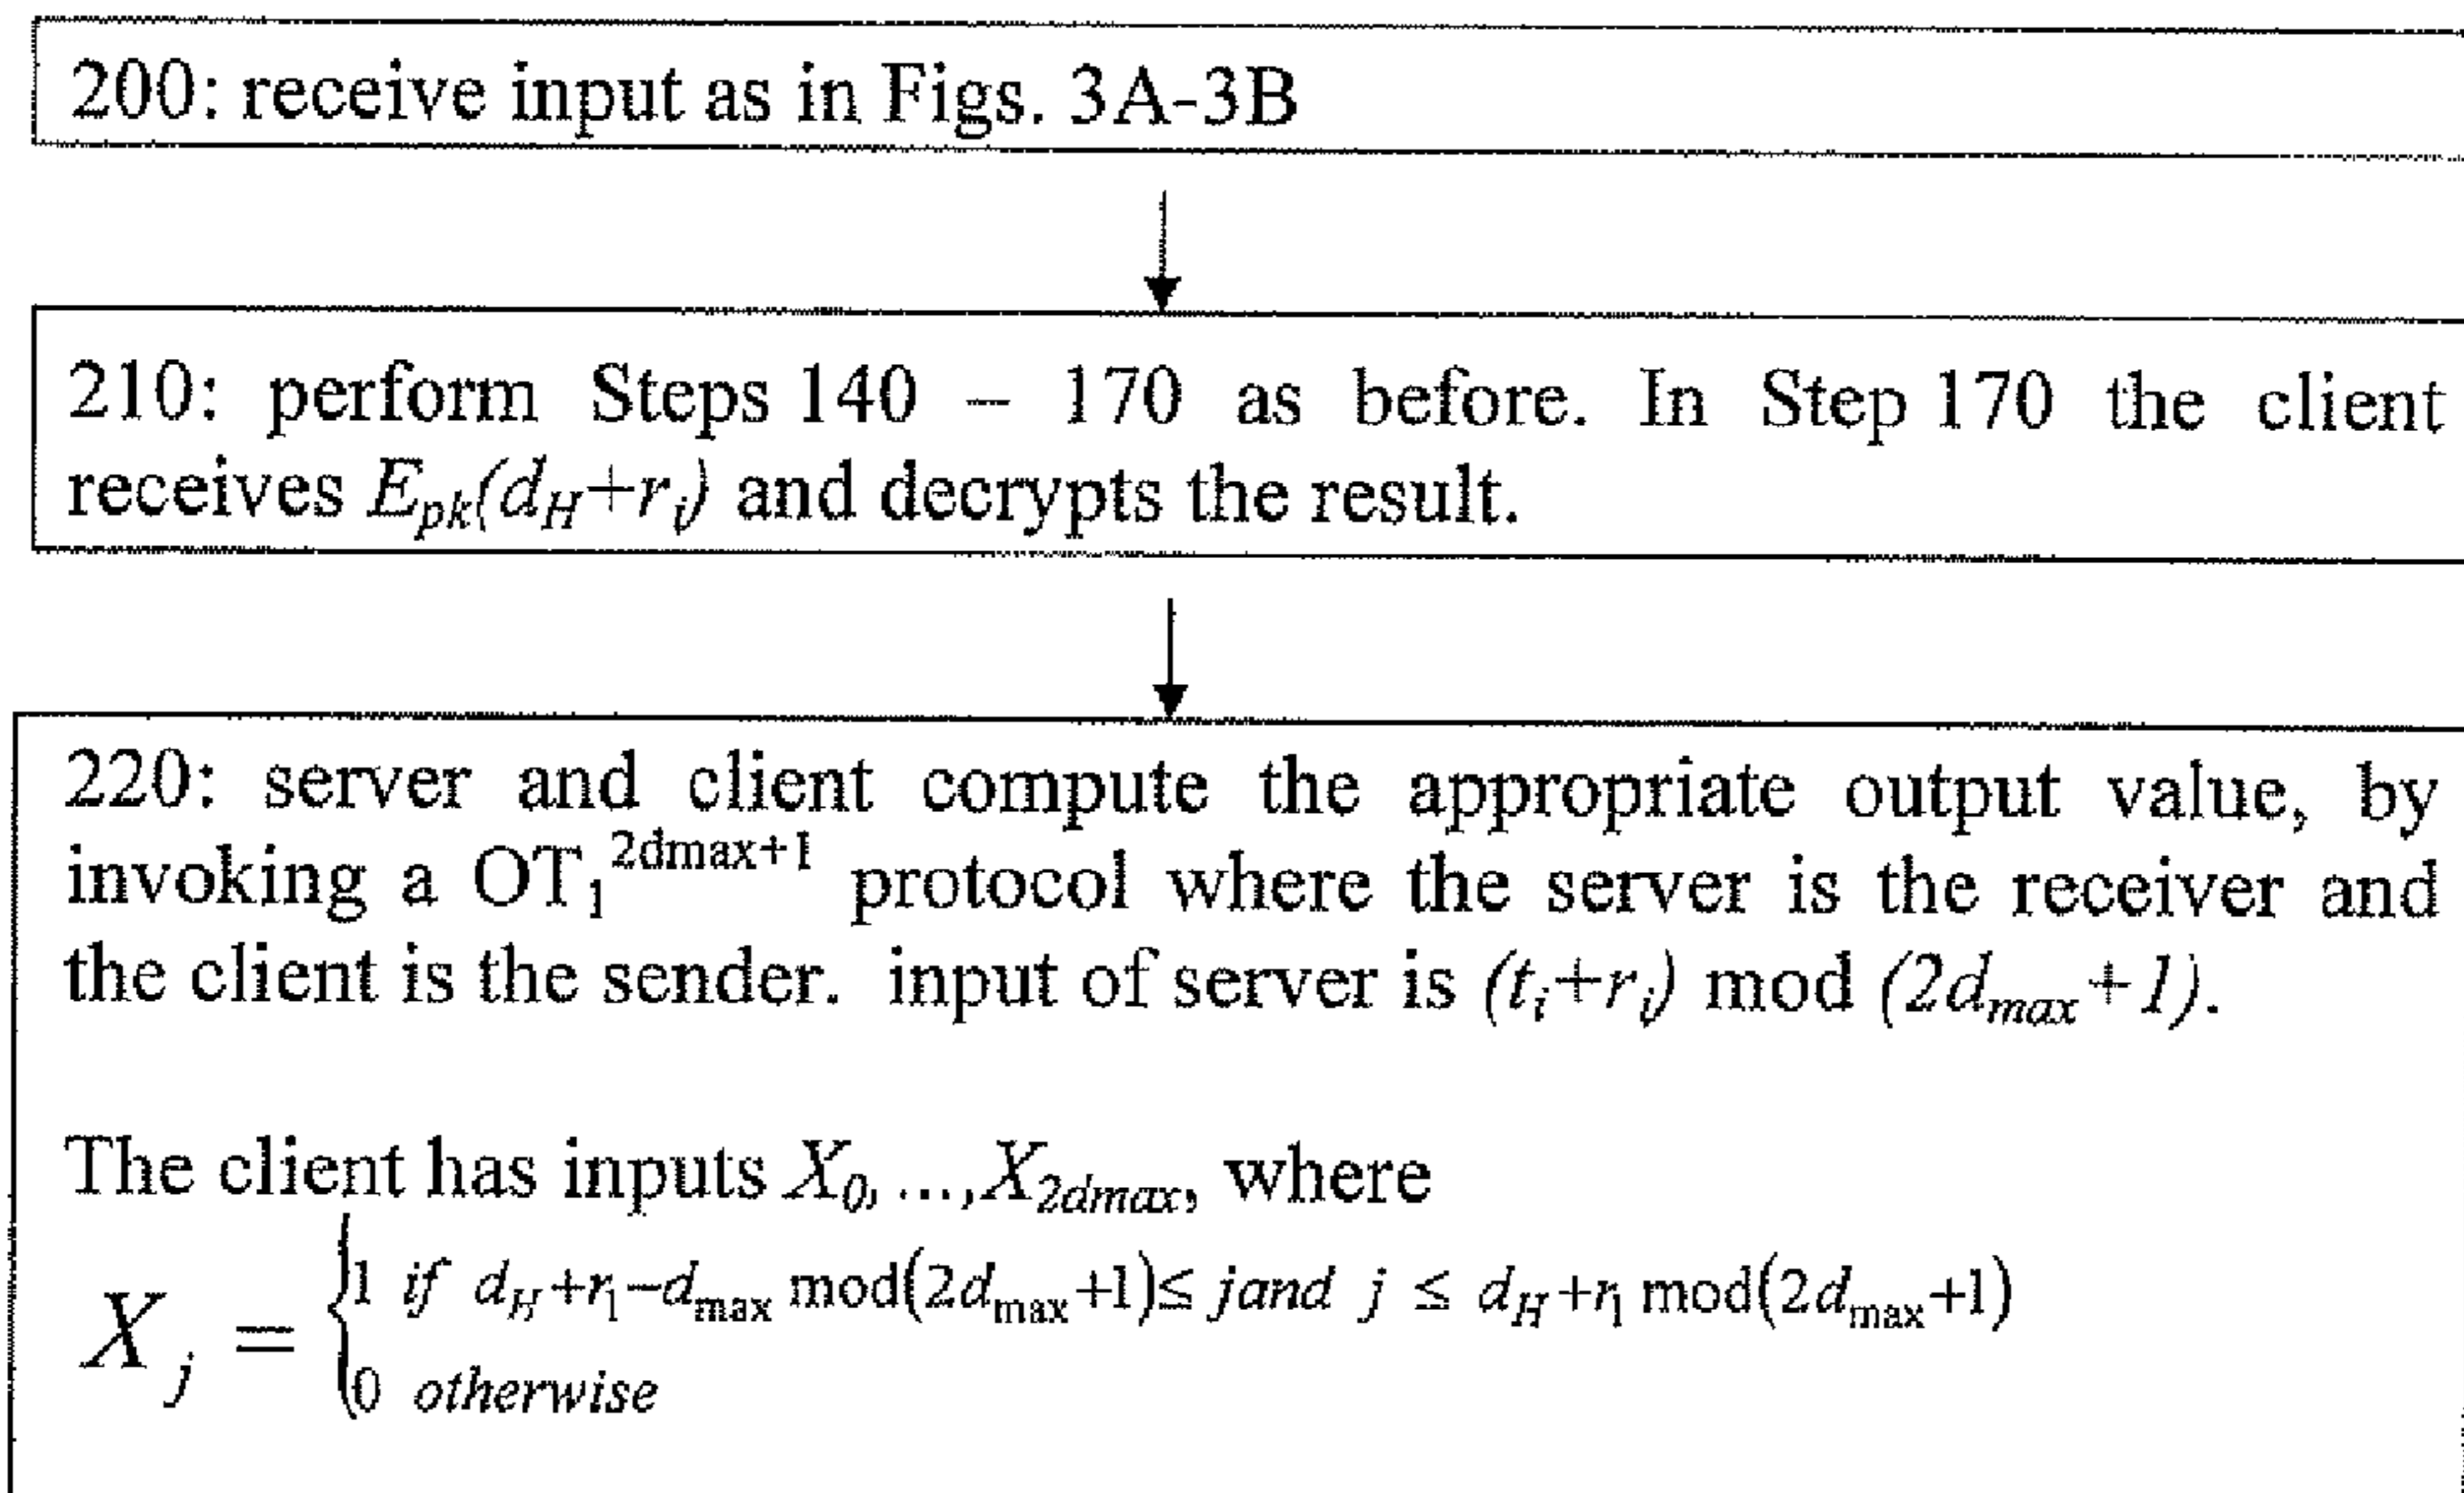 200: receive input as in Figs. 3A-3B
210: perform Steps 140 – 170 as before. In Step 170 the client
receives E_pk(d_H+r_i) and decrypts the result.
220: server and client compute the appropriate output value, by
invoking a OT_1^2dmax+1 protocol where the server is the receiver and
the client is the sender. input of server is (t_i+r_i) mod (2d_max+1).
The client has inputs X_0, ...,X_2dmax, where
X_j = {1 if d_H+r_1−d_max mod(2d_max+1)≤ jand j ≤ d_H+r_1 mod(2d_max+1)
0 otherwise